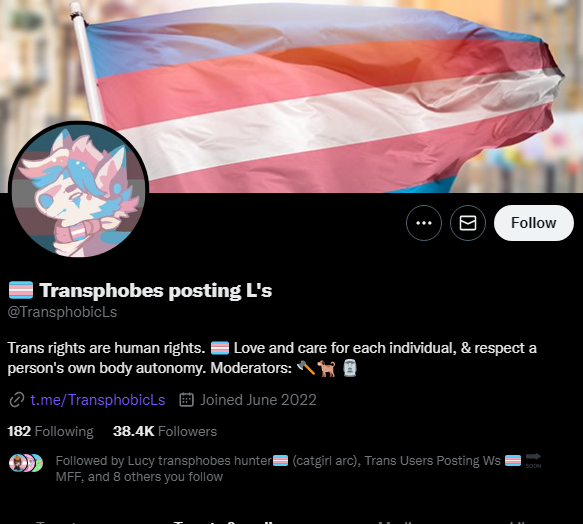 Follow
Transphobes posting L's
@TransphobicLs
Trans rights are human rights. 🏳️‍⚧️ Love and care for each individual, & respect a
person's own body autonomy. Moderators: 🪓🐕🗿
t.me/TransphobicLs Joined June 2022
182 Following 38.4K Followers
Followed by Lucy transphobes hunter🏳️‍⚧️ (catgirl arc), Trans Users Posting Ws 🏳️‍⚧️ 🔜
MFF, and 8 others you follow